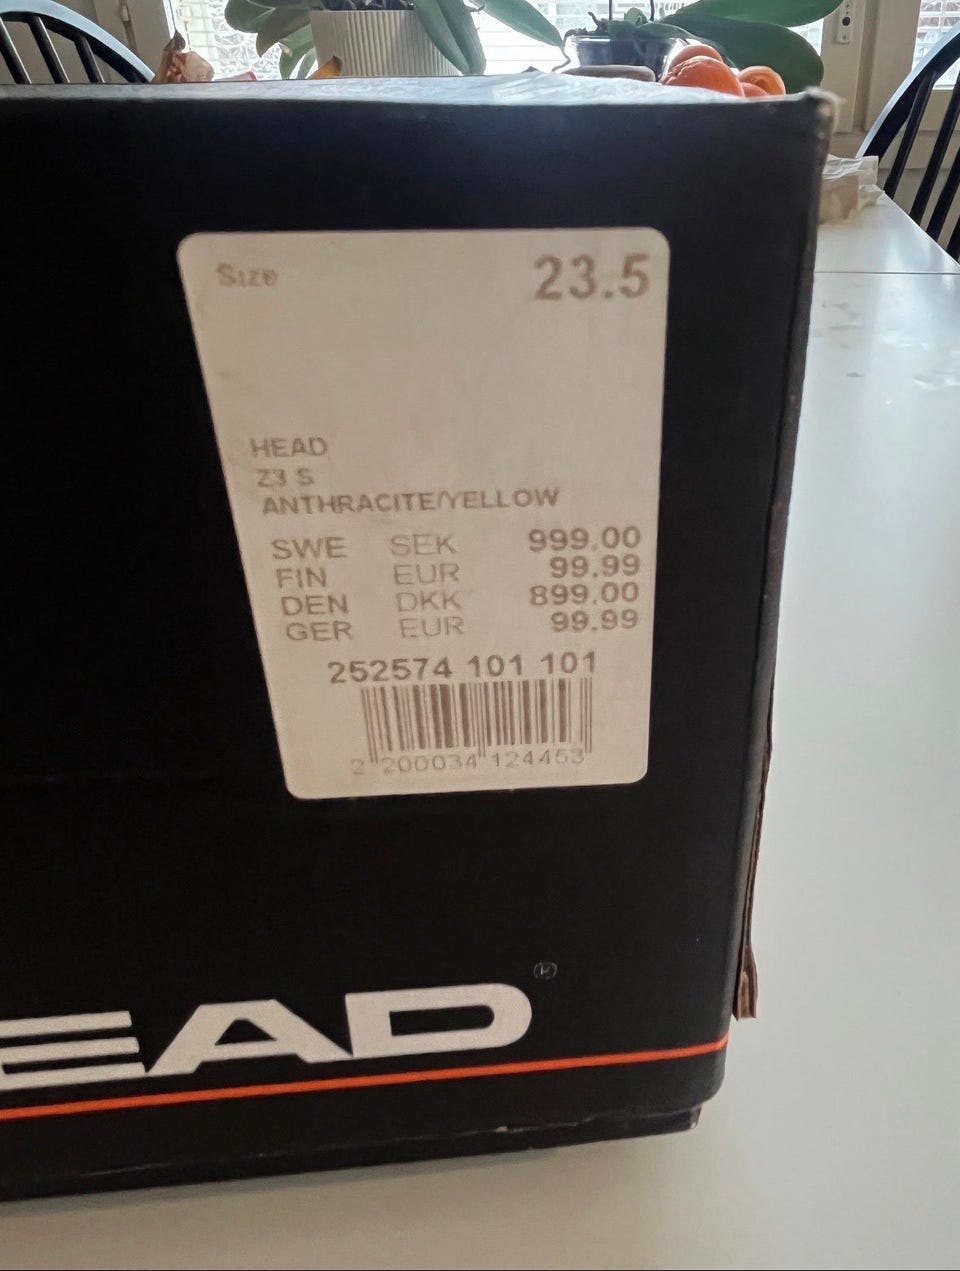 Size 23.5
HEAD
Z3 S
ANTHRACITE/YELLOW
SWE SEK 999.00
FIN EUR 99.99
DEN DKK 899.00
GER EUR 99.99
252574 101 101
2 200034 124453
EAD ®